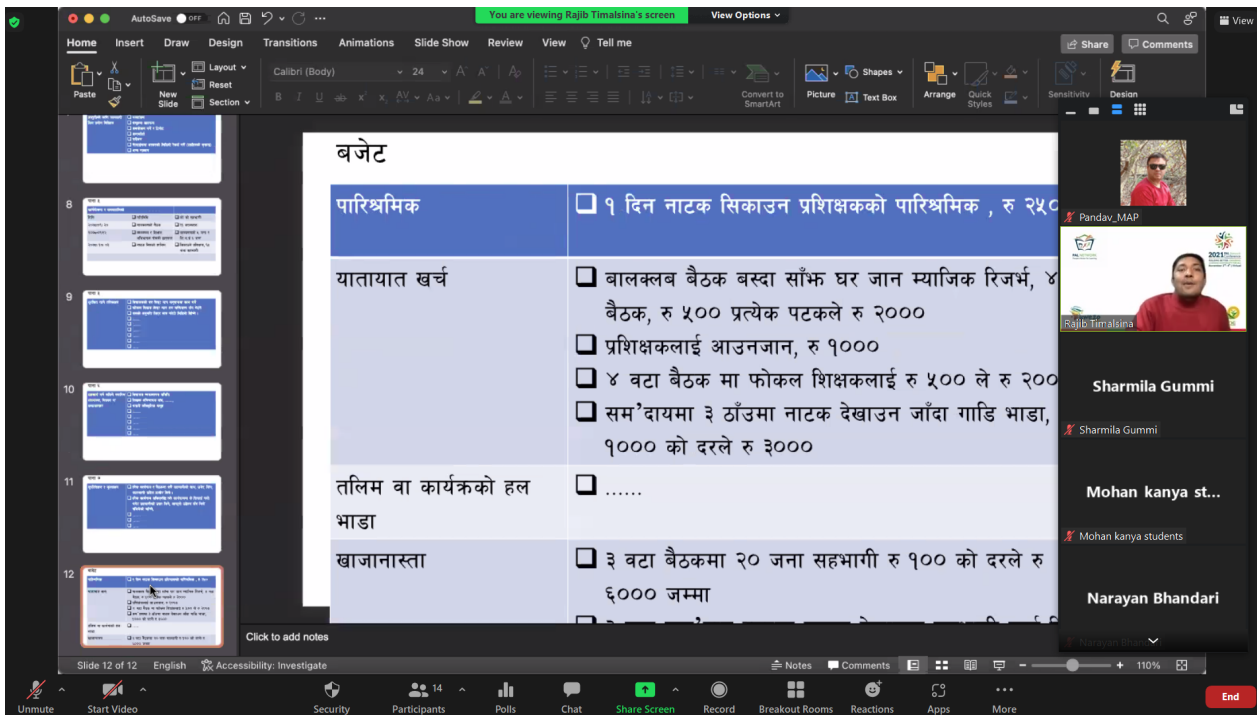 AutoSave OFF
You are viewing Rajib Timalsina's screen
View Options
View
Home Insert Draw Design Transitions Animations Slide Show Review View Tell me
Share Comments
Paste
New Slide
Layout
Reset
Section
Calibri (Body) 24
Convert to SmartArt
Picture
Shapes
Text Box
Arrange
Quick Styles
Sensitivity
Design
8
9
10
11
12
बजेट
पारिश्रमिक
१ दिन नाटक सिकाउन प्रशिक्षकको पारिश्रमिक , रु २५०
यातायात खर्च
बालक्लब बैठक बस्दा साँझ घर जान म्याजिक रिजर्भ, ४
बैठक, रु ५०० प्रत्येक पटकले रु २०००
प्रशिक्षकलाई आउनजान, रु १०००
४ वटा बैठक मा फोकल शिक्षकलाई रु ५०० ले रु २००
सम’दायमा ३ ठाँउमा नाटक देखाउन जाँदा गाडि भाडा,
१००० को दरले रु ३०००
तलिम वा कार्यक्रको हल
भाडा
......
खाजानास्ता
३ वटा बैठकमा २० जना सहभागी रु १०० को दरले रु
६००० जम्मा
Click to add notes
Slide 12 of 12 English Accessibility: Investigate
Notes Comments 110%
Pandav_MAP
2021
Rajib Timalsina
Sharmila Gummi
Sharmila Gummi
Mohan kanya st...
Mohan kanya students
Narayan Bhandari
Narayan Bhandari
Unmute
Start Video
Security
14
Participants
Polls
Chat
Share Screen
Record
Breakout Rooms
Reactions
Apps
More
End